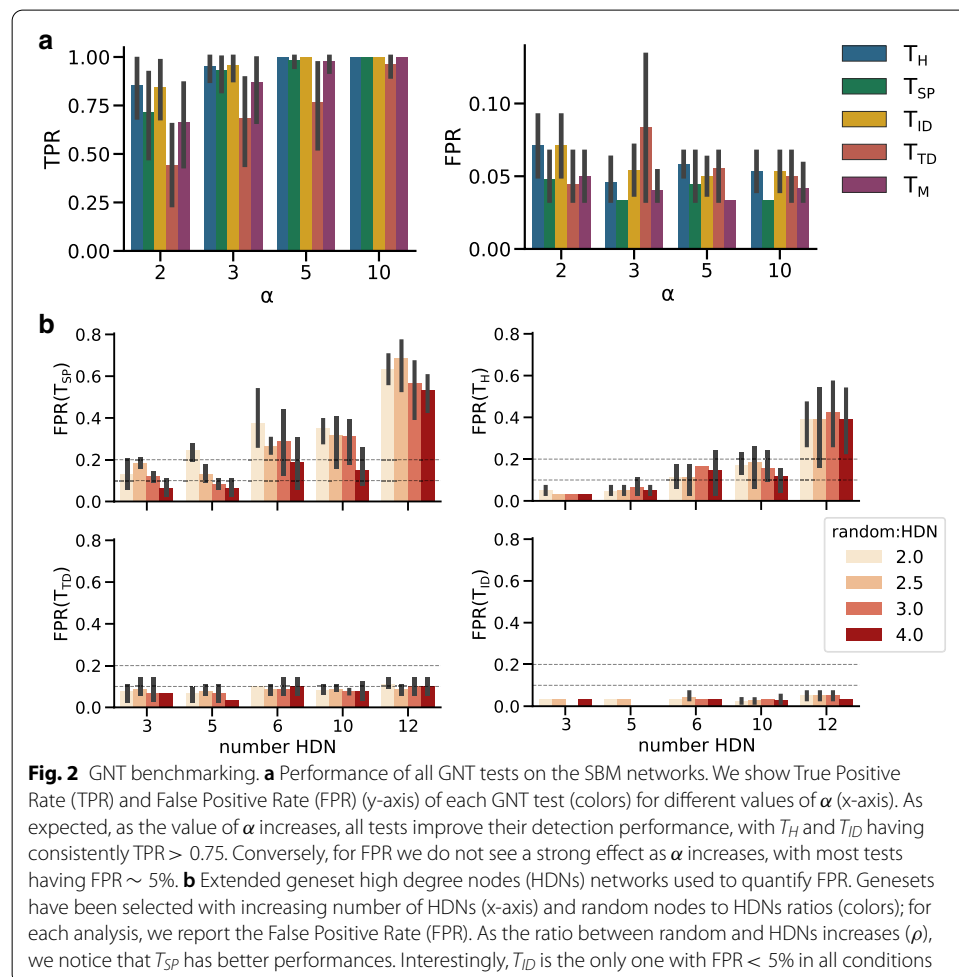 a
TPR
1.00
0.75
0.50
0.25
0.00
2 3 5 10
α
FPR
0.10
0.05
0.00
2 3 5 10
α
T_H
T_SP
T_ID
T_TD
T_M
b
FPR(T_SP)
0.8
0.6
0.4
0.2
0.0
FPR(T_H)
0.8
0.6
0.4
0.2
0.0
random:HDN
2.0
2.5
3.0
4.0
FPR(T_TD)
0.8
0.6
0.4
0.2
0.0
3 5 6 10 12
number HDN
FPR(T_ID)
0.8
0.6
0.4
0.2
0.0
3 5 6 10 12
number HDN
Fig. 2 GNT benchmarking. a Performance of all GNT tests on the SBM networks. We show True Positive
Rate (TPR) and False Positive Rate (FPR) (y-axis) of each GNT test (colors) for different values of α (x-axis). As
expected, as the value of α increases, all tests improve their detection performance, with T_H and T_ID having
consistently TPR > 0.75. Conversely, for FPR we do not see a strong effect as α increases, with most tests
having FPR ∼ 5%. b Extended geneset high degree nodes (HDNs) networks used to quantify FPR. Genesets
have been selected with increasing number of HDNs (x-axis) and random nodes to HDNs ratios (colors); for
each analysis, we report the False Positive Rate (FPR). As the ratio between random and HDNs increases (ρ),
we notice that T_SP has better performances. Interestingly, T_ID is the only one with FPR < 5% in all conditions